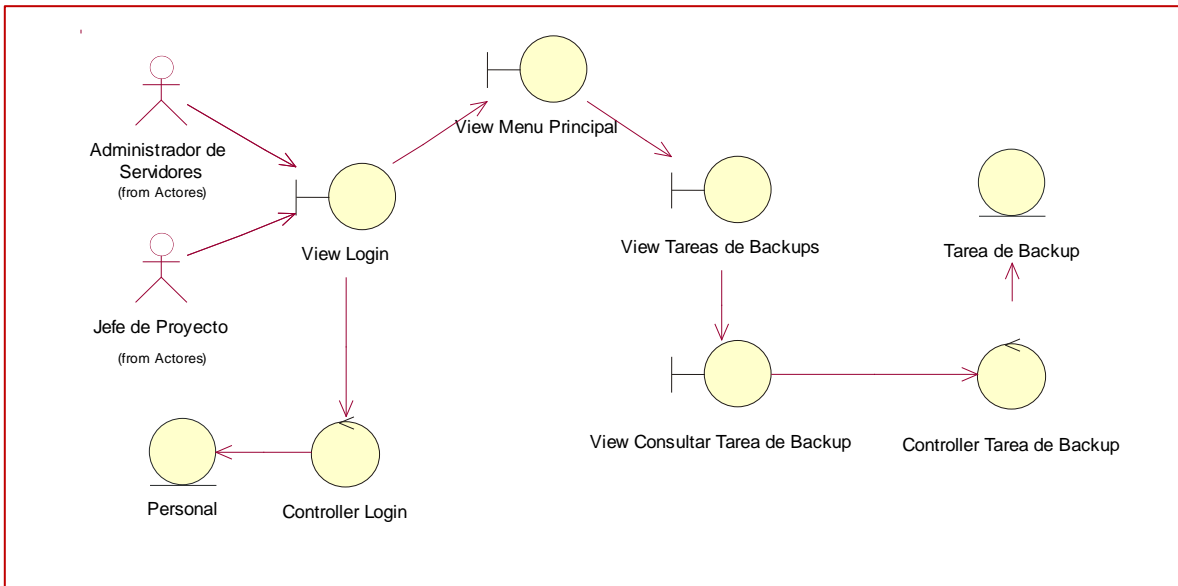 View Menu Principal
Administrador de
Servidores
(from Actores)
View Login
View Tareas de Backups
Tarea de Backup
Jefe de Proyecto
(from Actores)
View Consultar Tarea de Backup
Controller Tarea de Backup
Personal
Controller Login